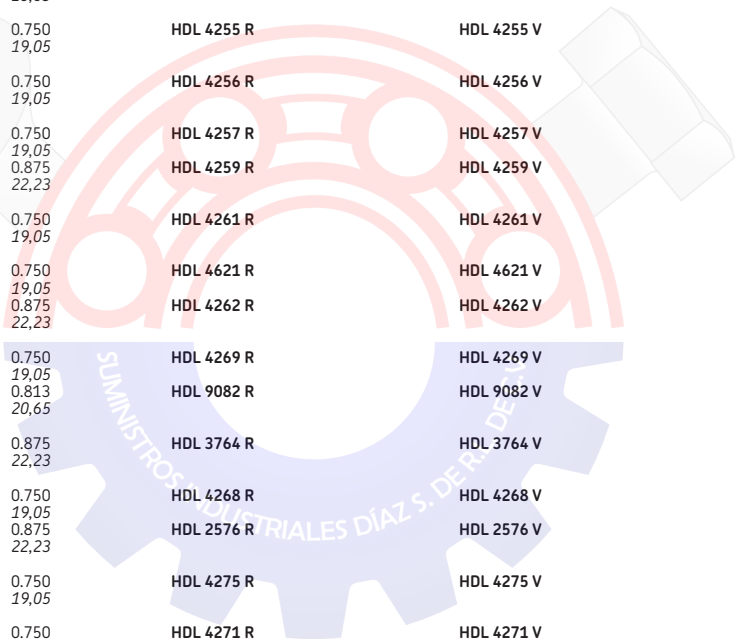 0.750 HDL 4255 R HDL 4255 V
19,05
0.750 HDL 4256 R HDL 4256 V
19,05
0.750 HDL 4257 R HDL 4257 V
19,05
0.875 HDL 4259 R HDL 4259 V
22,23
0.750 HDL 4261 R HDL 4261 V
19,05
0.750 HDL 4621 R HDL 4621 V
19,05
0.875 HDL 4262 R HDL 4262 V
22,23
0.750 HDL 4269 R HDL 4269 V
19,05
0.813 HDL 9082 R HDL 9082 V
20,65
0.875 HDL 3764 R HDL 3764 V
22,23
0.750 HDL 4268 R HDL 4268 V
19,05
0.875 HDL 2576 R HDL 2576 V
22,23
0.750 HDL 4275 R HDL 4275 V
19,05
0.750 HDL 4271 R HDL 4271 V
SUMINISTROS INDUSTRIALES DÍAZ S. DE R.L. DE C.V.